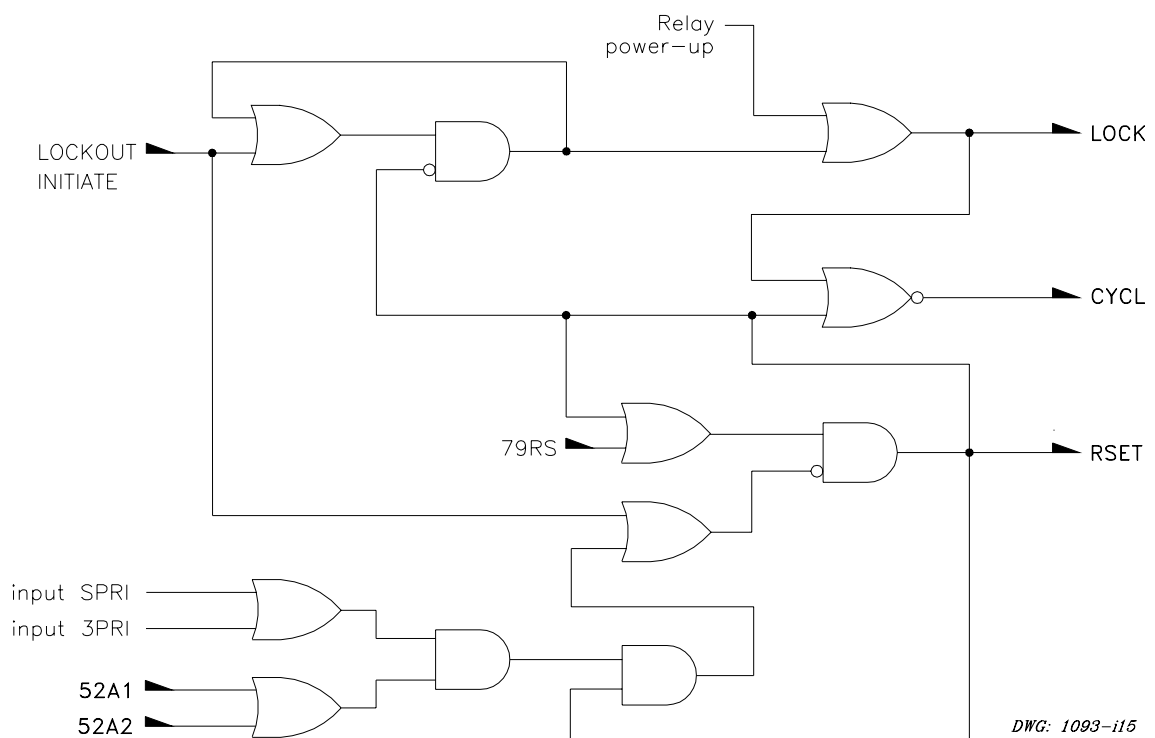 Relay
power-up
LOCKOUT
INITIATE
LOCK
CYCL
79RS
RSET
input SPRI
input 3PRI
52A1
52A2
DWG: 1093-i15